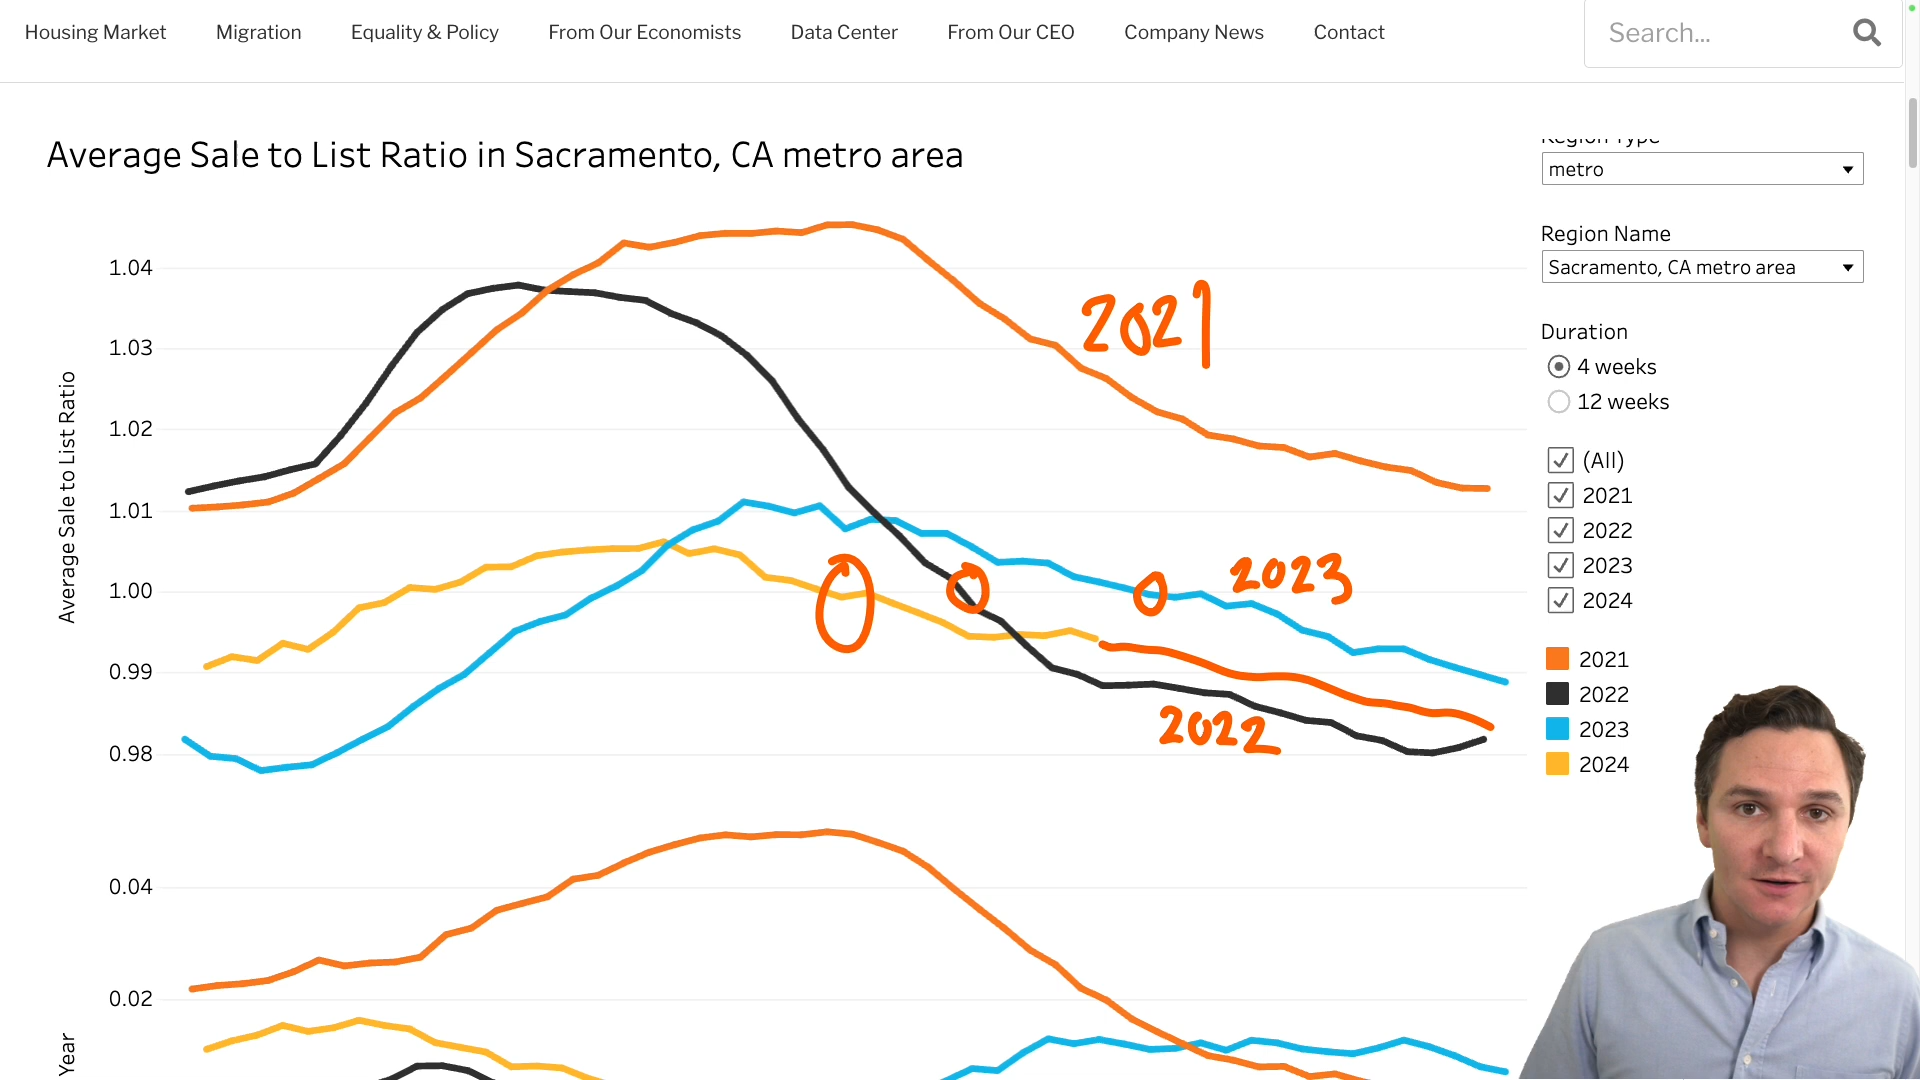 Housing Market Migration Equality & Policy From Our Economists Data Center From Our CEO Company News Contact Search...
Average Sale to List Ratio in Sacramento, CA metro area
Region Type
metro
Region Name
Sacramento, CA metro area
Duration
4 weeks
12 weeks
(All)
2021
2022
2023
2024
2021
2022
2023
2024
Average Sale to List Ratio
1.04
1.03
1.02
1.01
1.00
0.99
0.98
2021
2023
2022
0.04
0.02
Year